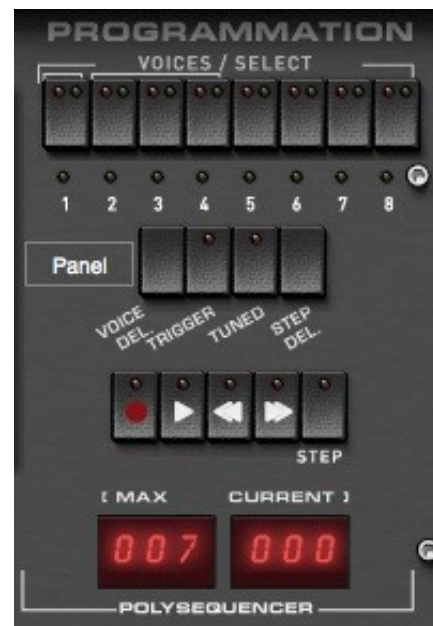 PROGRAMMATION
VOICES / SELECT
1 2 3 4 5 6 7 8
Panel
VOICE DEL.
TRIGGER
TUNED
STEP DEL.
STEP
[ MAX CURRENT ]
007 000
POLYSEQUENCER